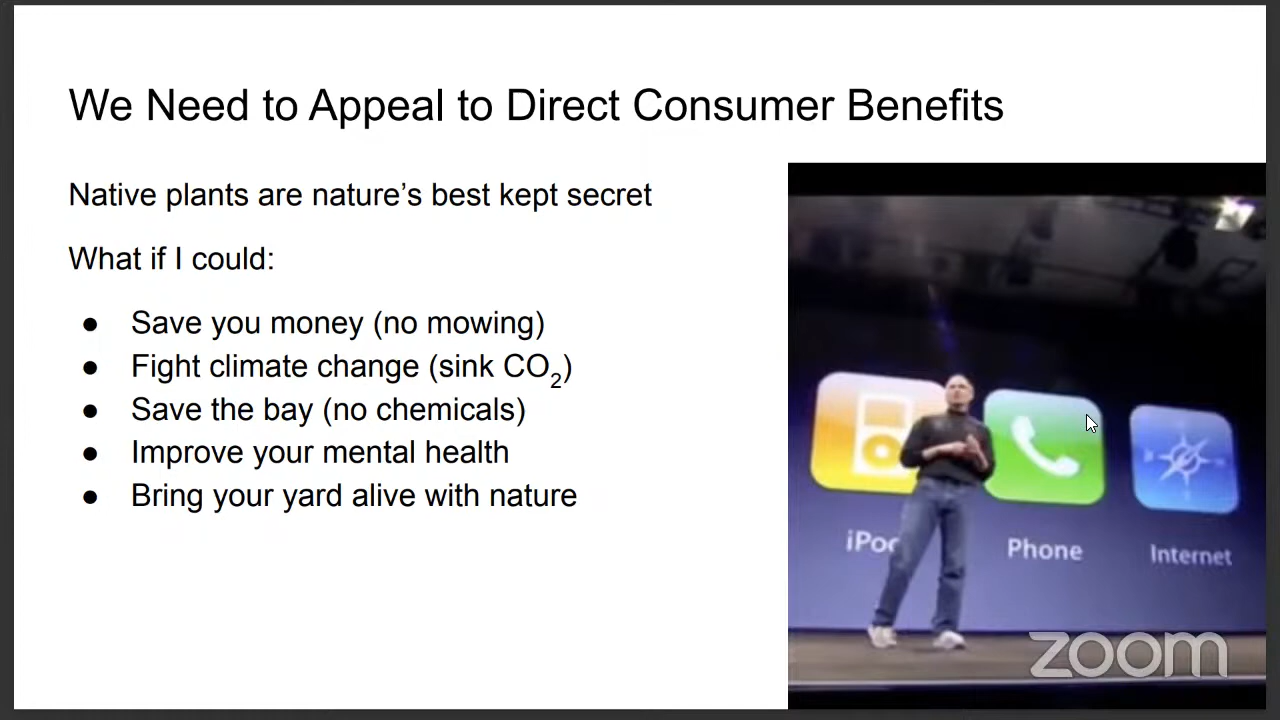 We Need to Appeal to Direct Consumer Benefits
Native plants are nature’s best kept secret
What if I could:
● Save you money (no mowing)
● Fight climate change (sink CO₂)
● Save the bay (no chemicals)
● Improve your mental health
● Bring your yard alive with nature
Phone
Internet
zoom